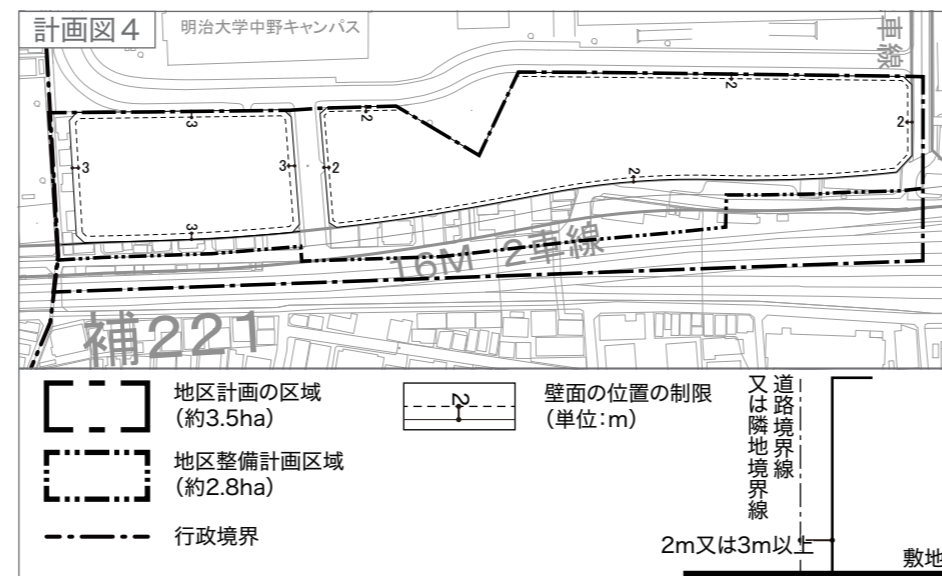 計画図4
明治大学中野キャンパス
車線
3
2
2
3
3
2
2
2
3
16M 2車線
補221
地区計画の区域
(約3.5ha)
2
壁面の位置の制限
(単位:m)
道路境界線
又は隣地境界線
地区整備計画区域
(約2.8ha)
行政境界
2m又は3m以上
敷地